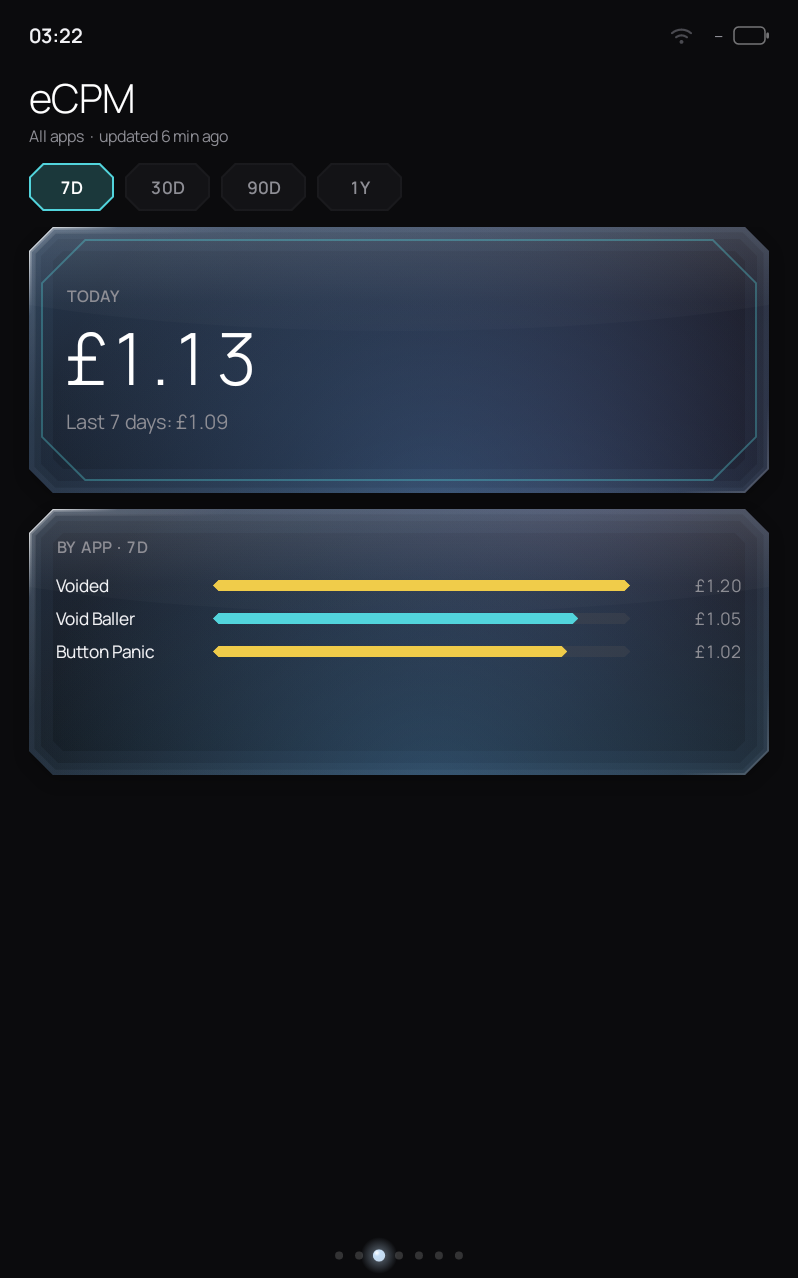 03:22
–
eCPM
All apps · updated 6 min ago
7D 30D 90D 1Y
TODAY
£1.13
Last 7 days: £1.09
BY APP · 7D
Voided £1.20
Void Baller £1.05
Button Panic £1.02